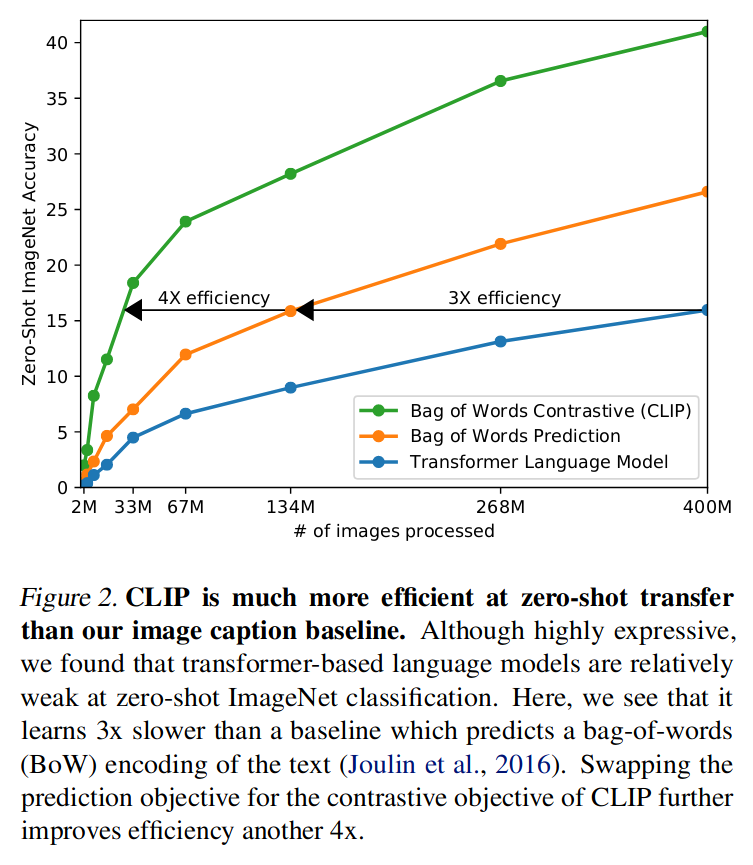 40
35
30
25
20
15
10
5
0
Zero-Shot ImageNet Accuracy
4X efficiency
3X efficiency
Bag of Words Contrastive (CLIP)
Bag of Words Prediction
Transformer Language Model
2M 33M 67M 134M 268M 400M
# of images processed
Figure 2. CLIP is much more efficient at zero-shot transfer
than our image caption baseline. Although highly expressive,
we found that transformer-based language models are relatively
weak at zero-shot ImageNet classification. Here, we see that it
learns 3x slower than a baseline which predicts a bag-of-words
(BoW) encoding of the text (Joulin et al., 2016). Swapping the
prediction objective for the contrastive objective of CLIP further
improves efficiency another 4x.